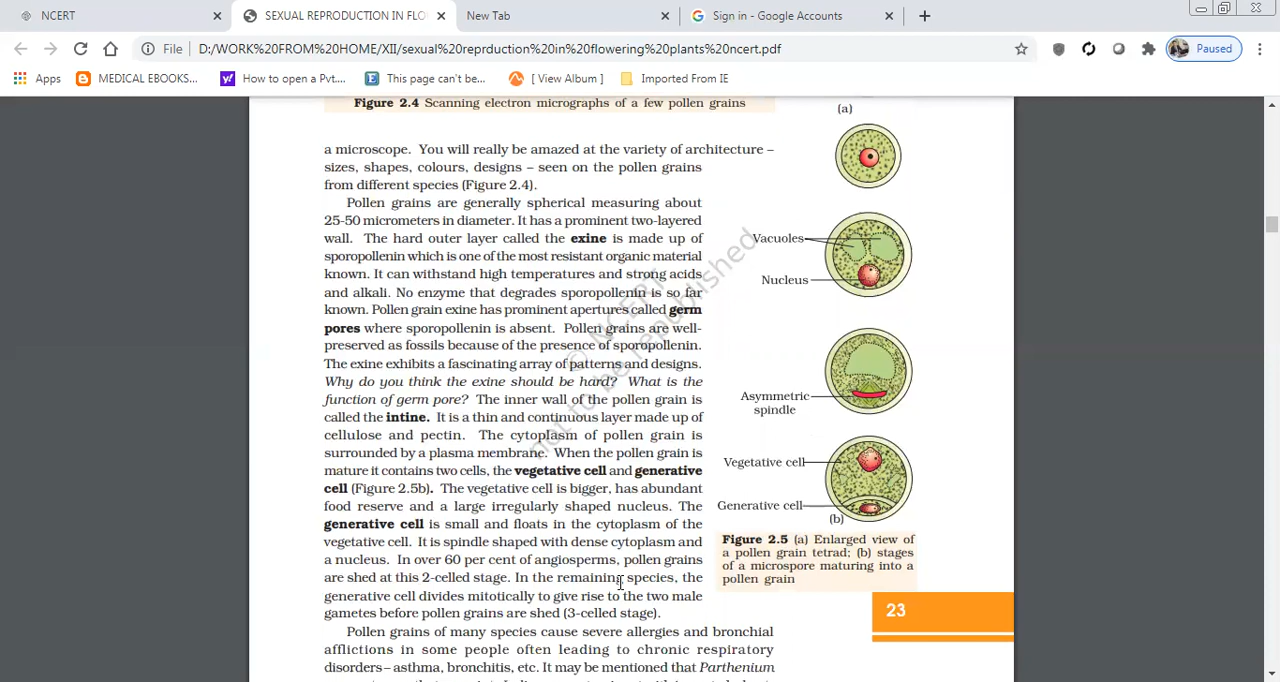 NCERT
SEXUAL REPRODUCTION IN FLO
New Tab
Sign in - Google Accounts
File
D:/WORK%20FROM%20HOME/XII/sexual%20reprduction%20in%20flowering%20plants%20ncert.pdf
Paused
Apps
MEDICAL EBOOKS...
How to open a Pvt....
This page can't be...
[ View Album ]
Imported From IE
Figure 2.4 Scanning electron micrographs of a few pollen grains
a microscope. You will really be amazed at the variety of architecture –
sizes, shapes, colours, designs – seen on the pollen grains
from different species (Figure 2.4).
Pollen grains are generally spherical measuring about
25-50 micrometers in diameter. It has a prominent two-layered
wall. The hard outer layer called the exine is made up of
sporopollenin which is one of the most resistant organic material
known. It can withstand high temperatures and strong acids
and alkali. No enzyme that degrades sporopollenin is so far
known. Pollen grain exine has prominent apertures called germ
pores where sporopollenin is absent. Pollen grains are well-
preserved as fossils because of the presence of sporopollenin.
The exine exhibits a fascinating array of patterns and designs.
Why do you think the exine should be hard? What is the
function of germ pore? The inner wall of the pollen grain is
called the intine. It is a thin and continuous layer made up of
cellulose and pectin. The cytoplasm of pollen grain is
surrounded by a plasma membrane. When the pollen grain is
mature it contains two cells, the vegetative cell and generative
cell (Figure 2.5b). The vegetative cell is bigger, has abundant
food reserve and a large irregularly shaped nucleus. The
generative cell is small and floats in the cytoplasm of the
vegetative cell. It is spindle shaped with dense cytoplasm and
a nucleus. In over 60 per cent of angiosperms, pollen grains
are shed at this 2-celled stage. In the remaining species, the
generative cell divides mitotically to give rise to the two male
gametes before pollen grains are shed (3-celled stage).
Pollen grains of many species cause severe allergies and bronchial
afflictions in some people often leading to chronic respiratory
disorders– asthma, bronchitis, etc. It may be mentioned that Parthenium
© NCERT
not to be republished
(a)
Vacuoles
Nucleus
Asymmetric
spindle
Vegetative cell
Generative cell
(b)
Figure 2.5 (a) Enlarged view of
a pollen grain tetrad; (b) stages
of a microspore maturing into a
pollen grain
23